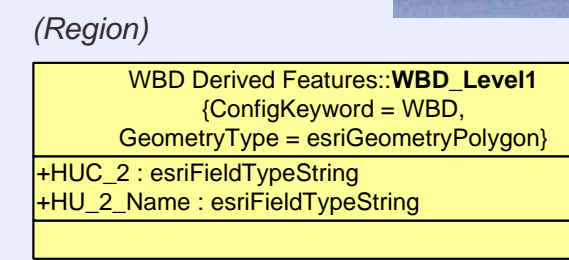 (Region)
WBD Derived Features::WBD_Level1
{ConfigKeyword = WBD,
GeometryType = esriGeometryPolygon}
+HUC_2 : esriFieldTypeString
+HU_2_Name : esriFieldTypeString